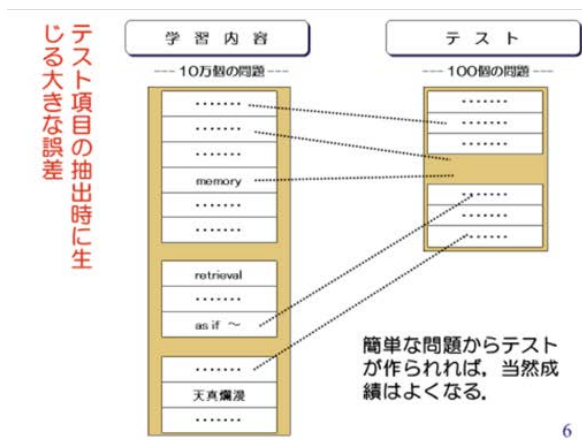 テスト項目の抽出時に生
じる大きな誤差
学 習 内 容
--- 10万個の問題 ---
・・・・・・・
・・・・・・・
・・・・・・・
memory
・・・・・・・
・・・・・・・
retrieval
・・・・・・・
as if ～
・・・・・・・
天真爛漫
・・・・・・・
テ ス ト
--- 100個の問題 ---
・・・・・・・
・・・・・・・
・・・・・・・
・・・・・・・
・・・・・・・
・・・・・・・
簡単な問題からテスト
が作られれば，当然成
績はよくなる．
6